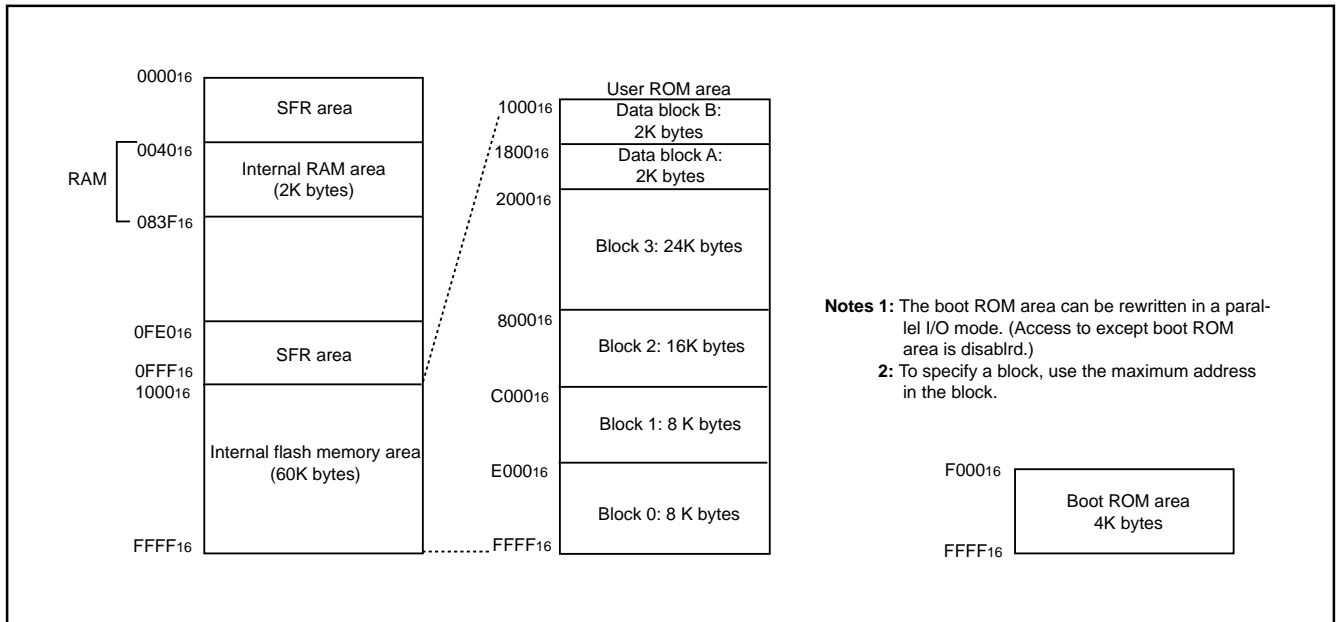 000016
SFR area
004016
RAM
Internal RAM area
(2K bytes)
083F16
0FE016
SFR area
0FFF16
100016
Internal flash memory area
(60K bytes)
FFFF16
User ROM area
100016
Data block B:
2K bytes
180016
Data block A:
2K bytes
200016
Block 3: 24K bytes
800016
Block 2: 16K bytes
C00016
Block 1: 8 K bytes
E00016
Block 0: 8 K bytes
FFFF16
Notes 1: The boot ROM area can be rewritten in a paral-
lel I/O mode. (Access to except boot ROM
area is disablrd.)
2: To specify a block, use the maximum address
in the block.
F00016
Boot ROM area
4K bytes
FFFF16